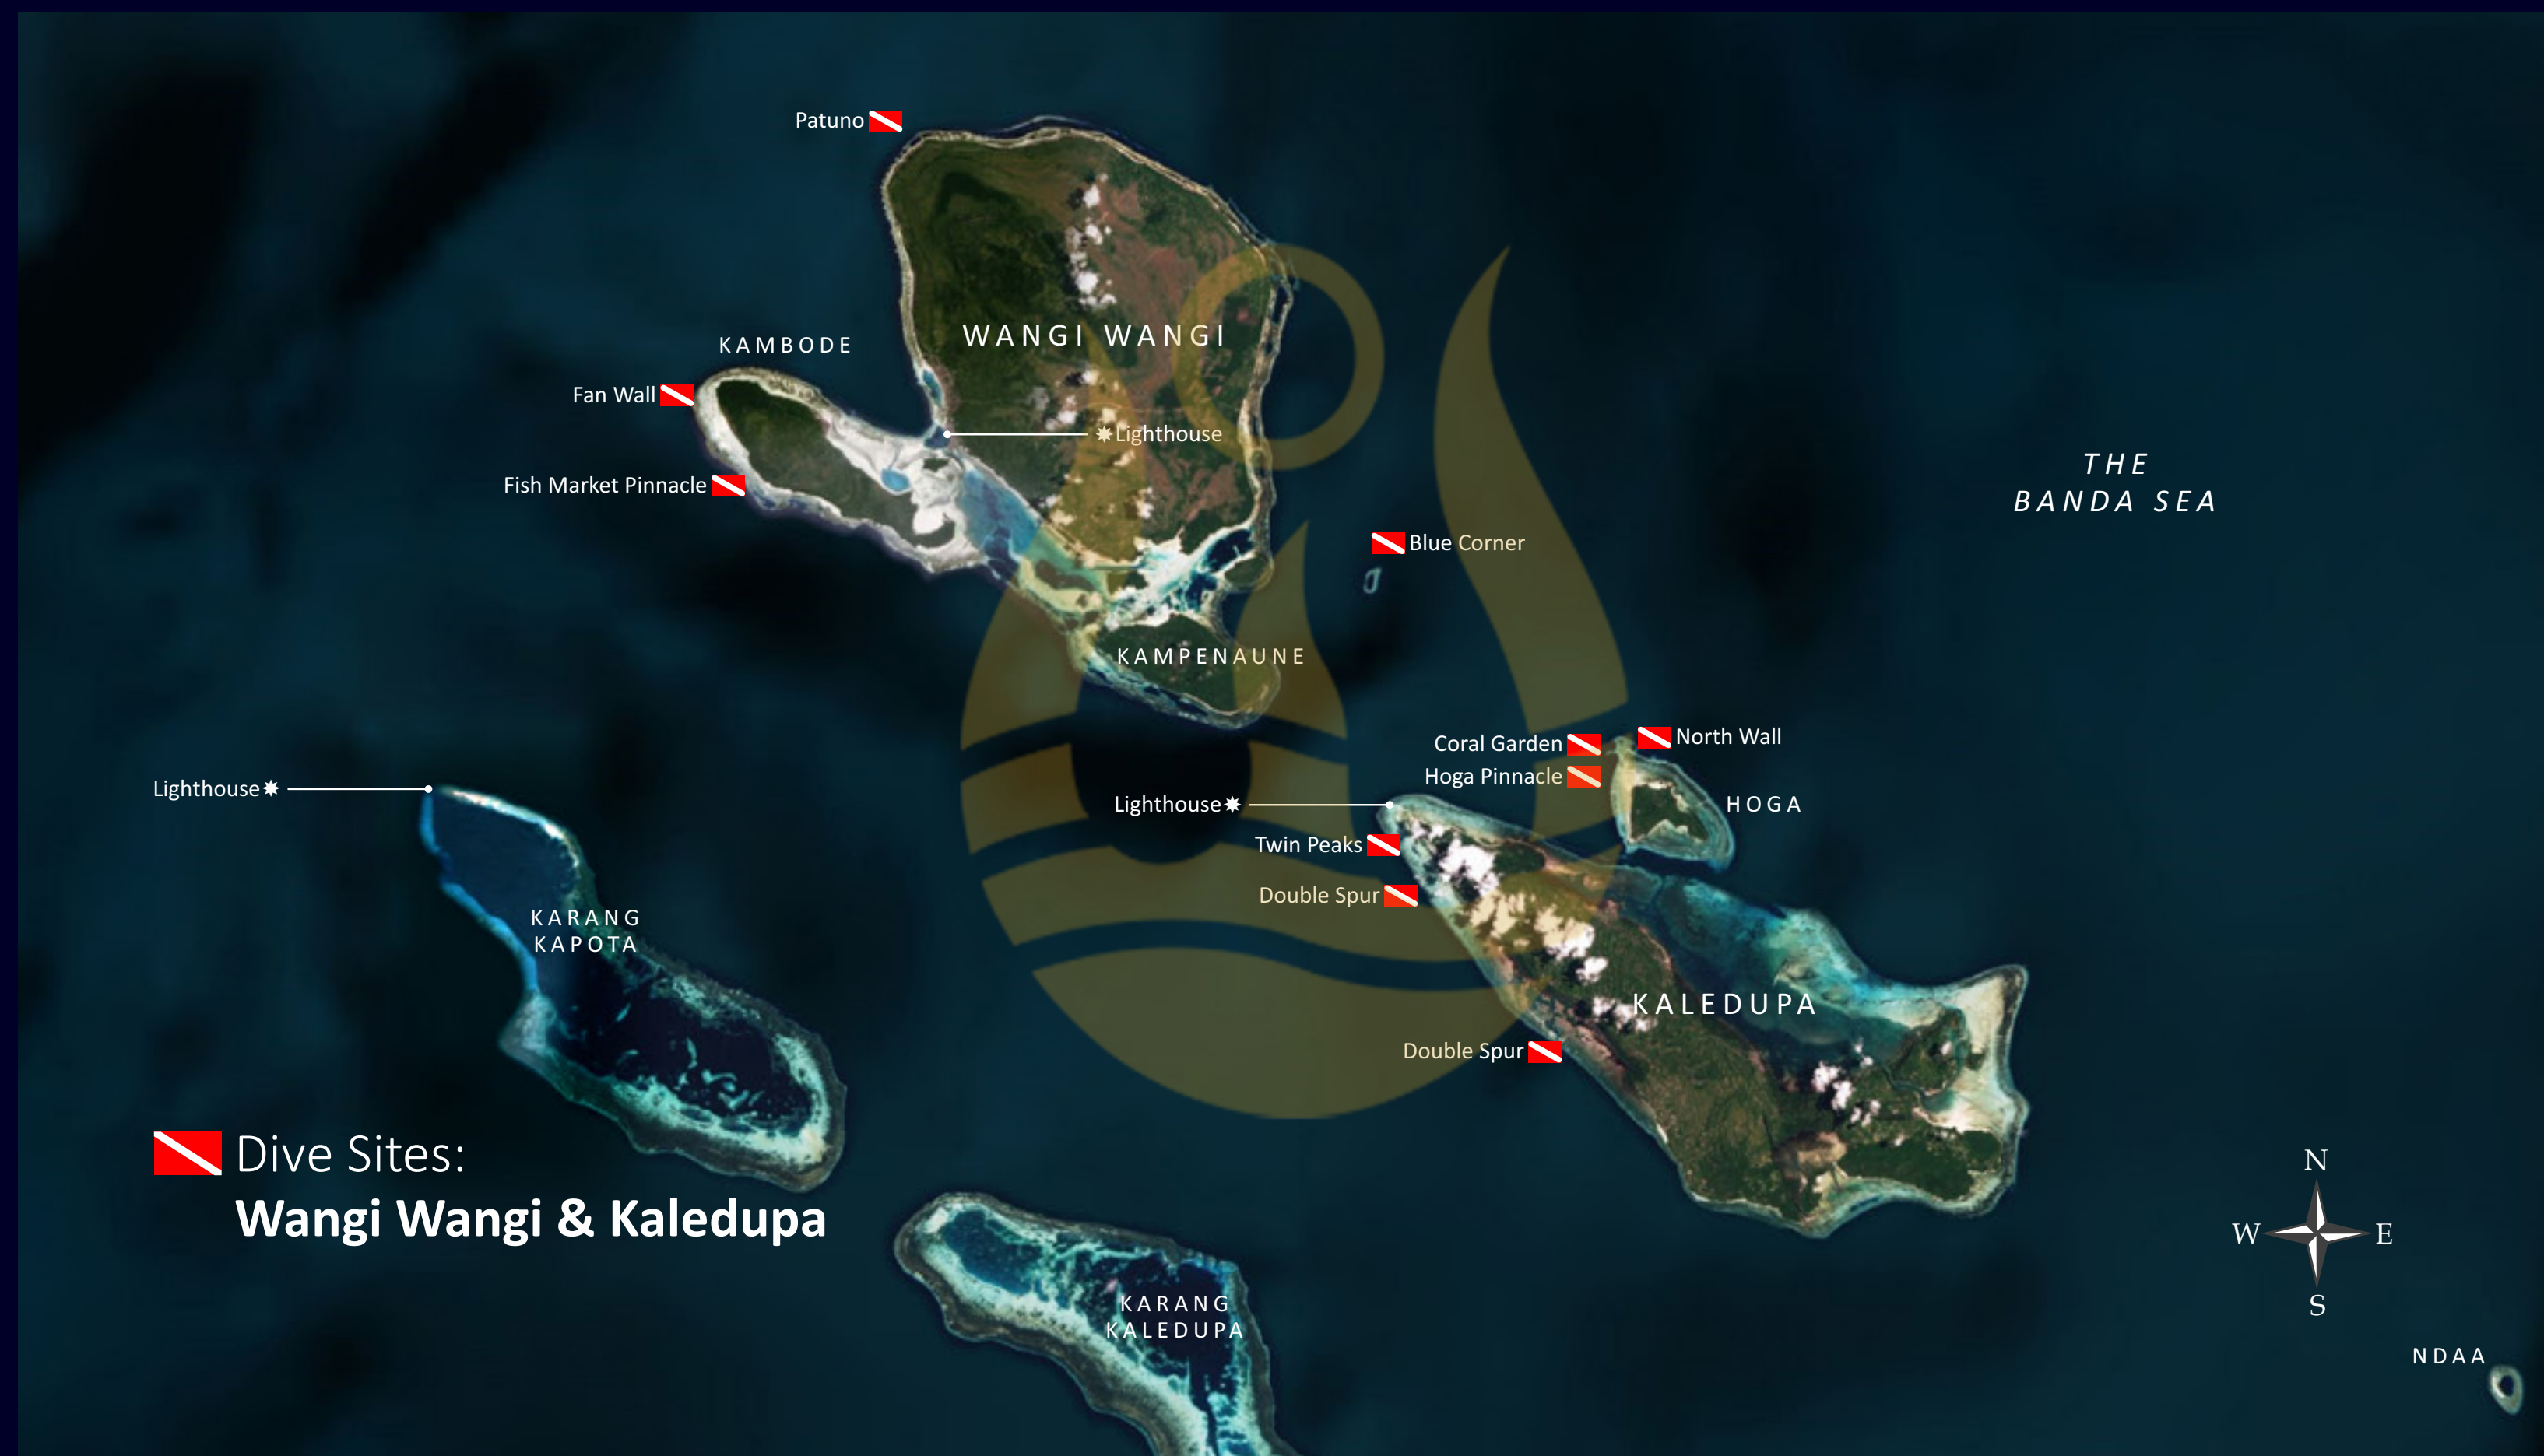 Patuno
WANGI WANGI
KAMBODE
Fan Wall
Lighthouse
Fish Market Pinnacle
THE
BANDA SEA
Blue Corner
KAMPENAUNE
Coral Garden
North Wall
Hoga Pinnacle
HOGA
Lighthouse
Lighthouse
Twin Peaks
Double Spur
KARANG
KAPOTA
KALEDUPA
Double Spur
Dive Sites:
Wangi Wangi & Kaledupa
N
W
E
S
KARANG
KALEDUPA
NDAA